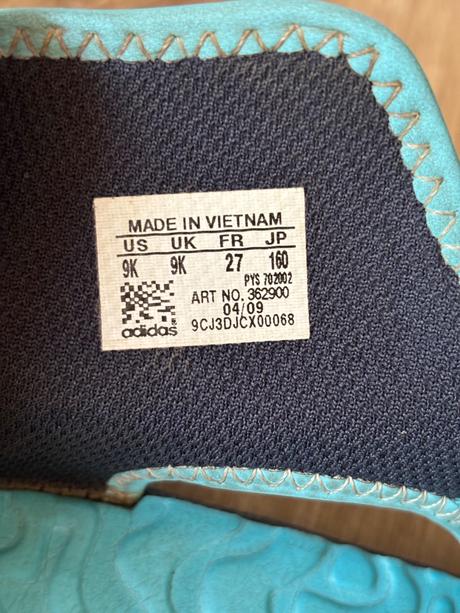 MADE IN VIETNAM
US UK FR JP
9K 9K 27 160
PYS 702002
ART NO. 362900
04/09
adidas 9CJ3DJCX00068